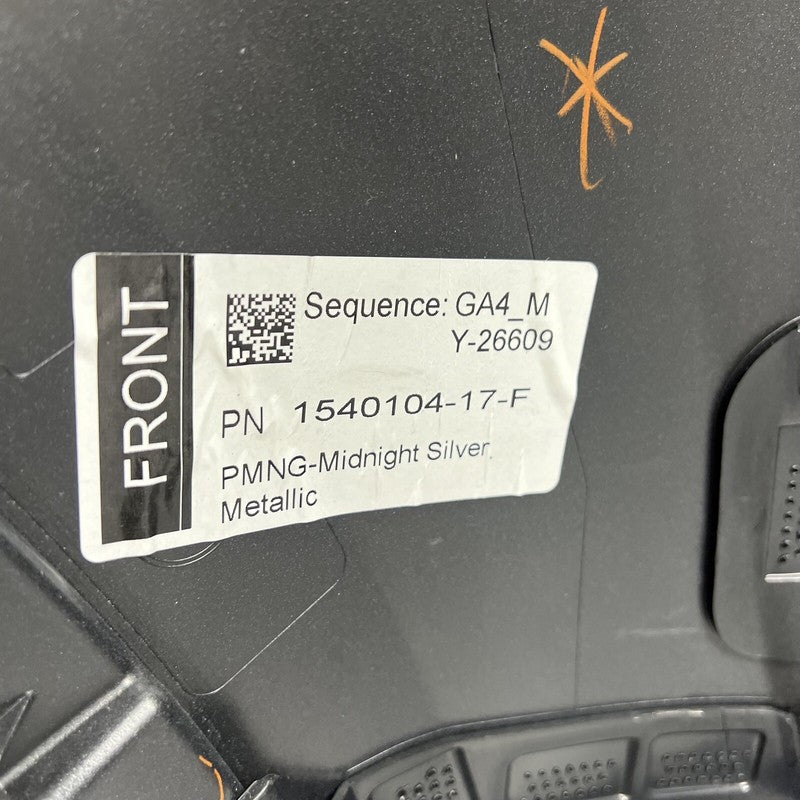 FRONT
Sequence: GA4_M
Y-26609
PN 1540104-17-F
PMNG-Midnight Silver
Metallic